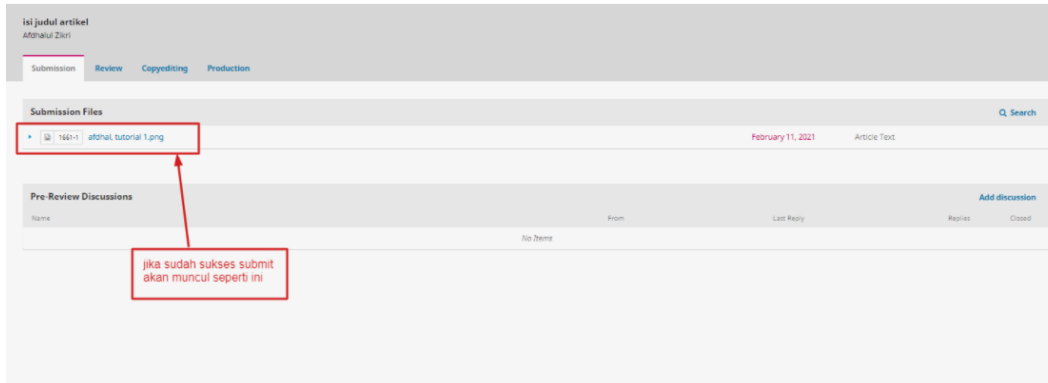 isi judul artikel
Afdhalul Zikri
Submission Review Copyediting Production
Submission Files Search
1661-1 afdhal, tutorial 1.png February 11, 2021 Article Text
Pre-Review Discussions Add discussion
Name From Last Reply Replies Closed
No Items
jika sudah sukses submit
akan muncul seperti ini